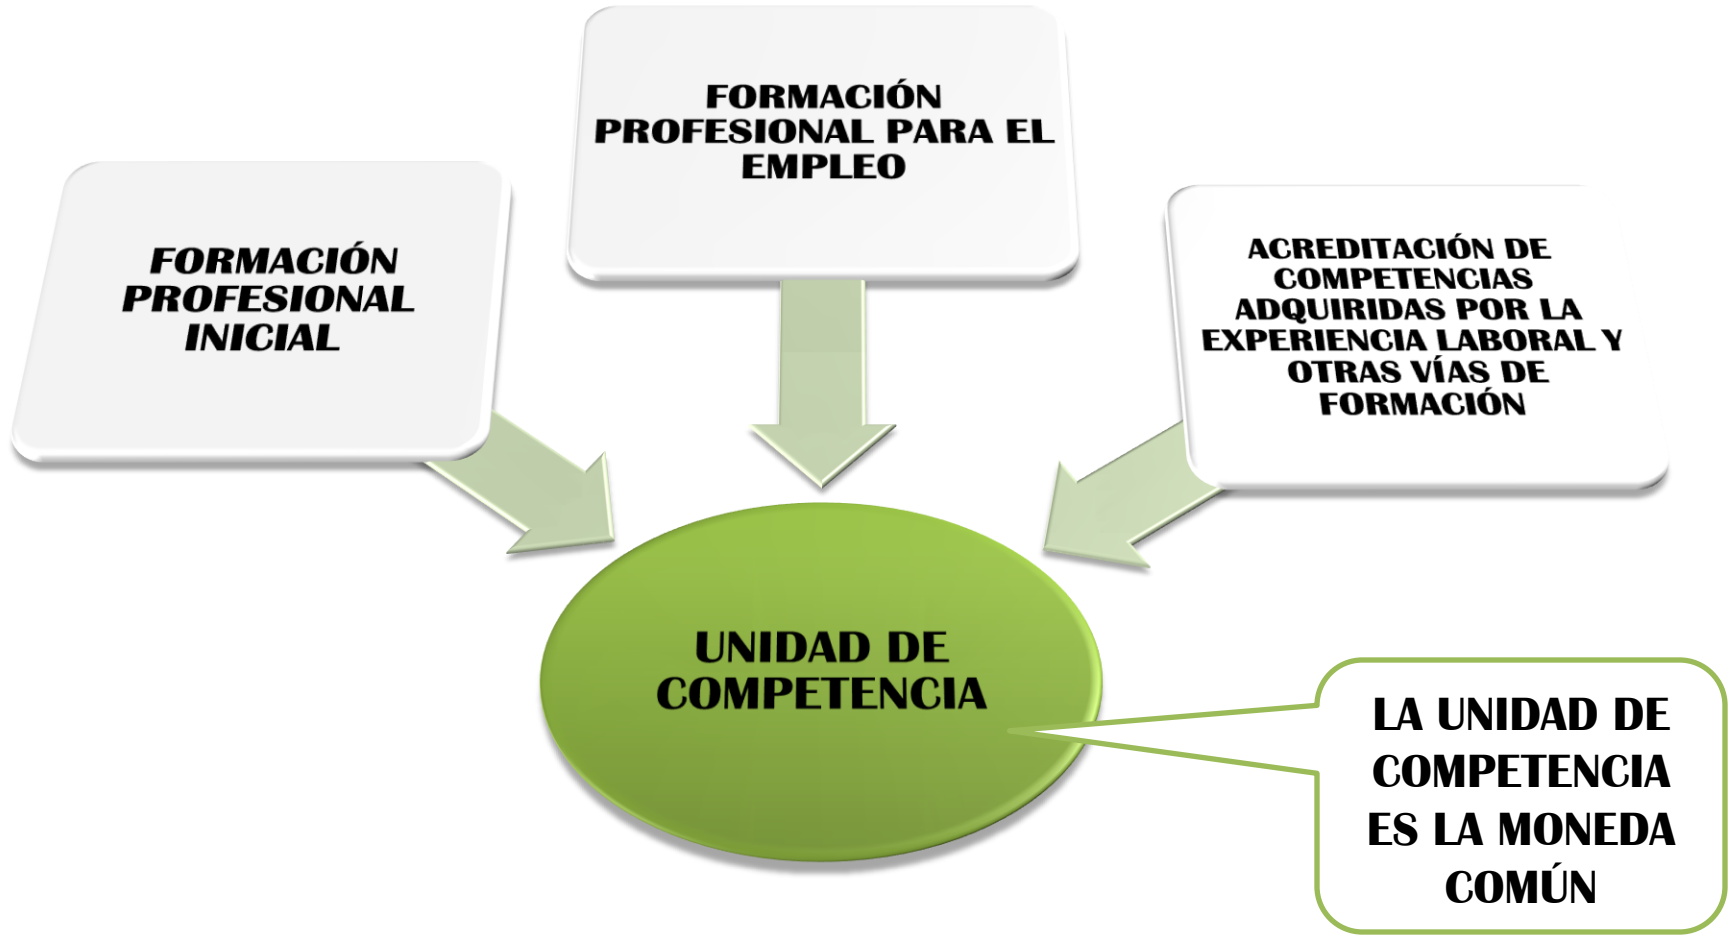 FORMACIÓN
PROFESIONAL PARA EL
EMPLEO
FORMACIÓN
PROFESIONAL
INICIAL
ACREDITACIÓN DE
COMPETENCIAS
ADQUIRIDAS POR LA
EXPERIENCIA LABORAL Y
OTRAS VÍAS DE
FORMACIÓN
UNIDAD DE
COMPETENCIA
LA UNIDAD DE
COMPETENCIA
ES LA MONEDA
COMÚN